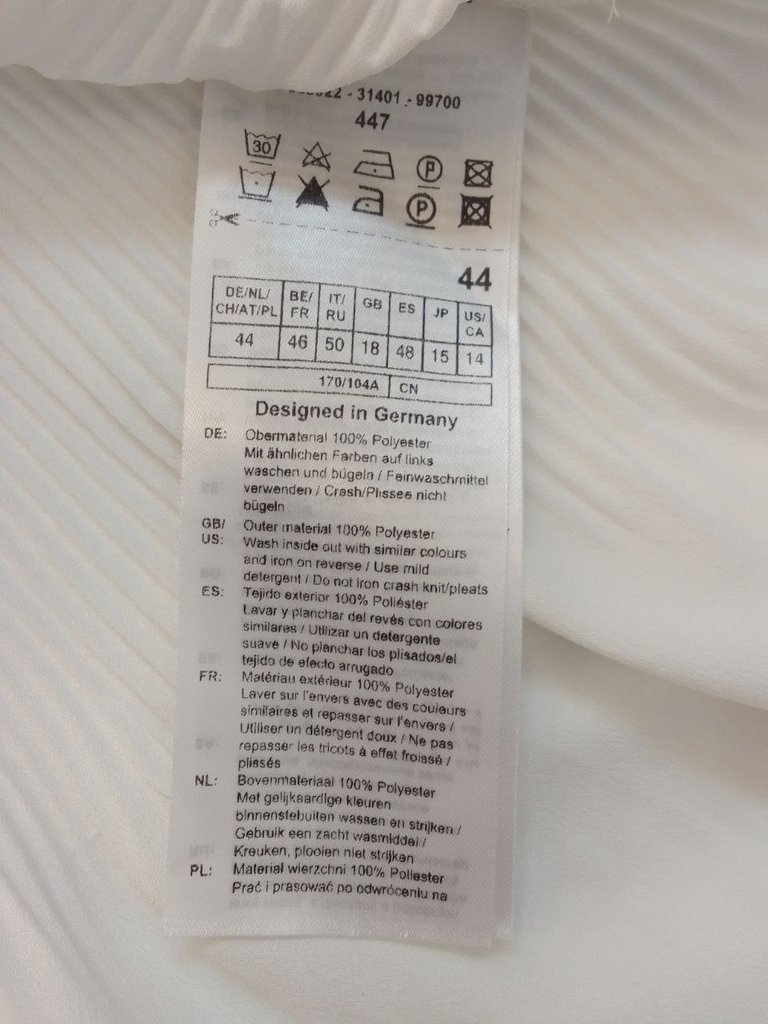 22 - 31401 - 99700
447
30
P
P
44
DE/NL/ CH/AT/PL BE/ FR IT/ RU GB ES JP US/ CA
44 46 50 18 48 15 14
170/104A CN
Designed in Germany
DE: Obermaterial 100% Polyester
Mit ähnlichen Farben auf links
waschen und bügeln / Feinwaschmittel
verwenden / Crash/Plissee nicht
bügeln
GB/ Outer material 100% Polyester
US: Wash inside out with similar colours
and iron on reverse / Use mild
detergent / Do not iron crash knit/pleats
ES: Tejido exterior 100% Poliéster
Lavar y planchar del revés con colores
similares / Utilizar un detergente
suave / No planchar los plisados/el
tejido de efecto arrugado
FR: Matériau extérieur 100% Polyester
Laver sur l'envers avec des couleurs
similaires et repasser sur l'envers /
Utiliser un détergent doux / Ne pas
repasser les tricots à effet froissé /
plissés
NL: Bovenmateriaal 100% Polyester
Met gelijkaardige kleuren
binnenstebuiten wassen en strijken /
Gebruik een zacht wasmiddel /
Kreuken, plooien niet strijken
PL: Materiał wierzchni 100% Poliester
Prać i prasować po odwróceniu na